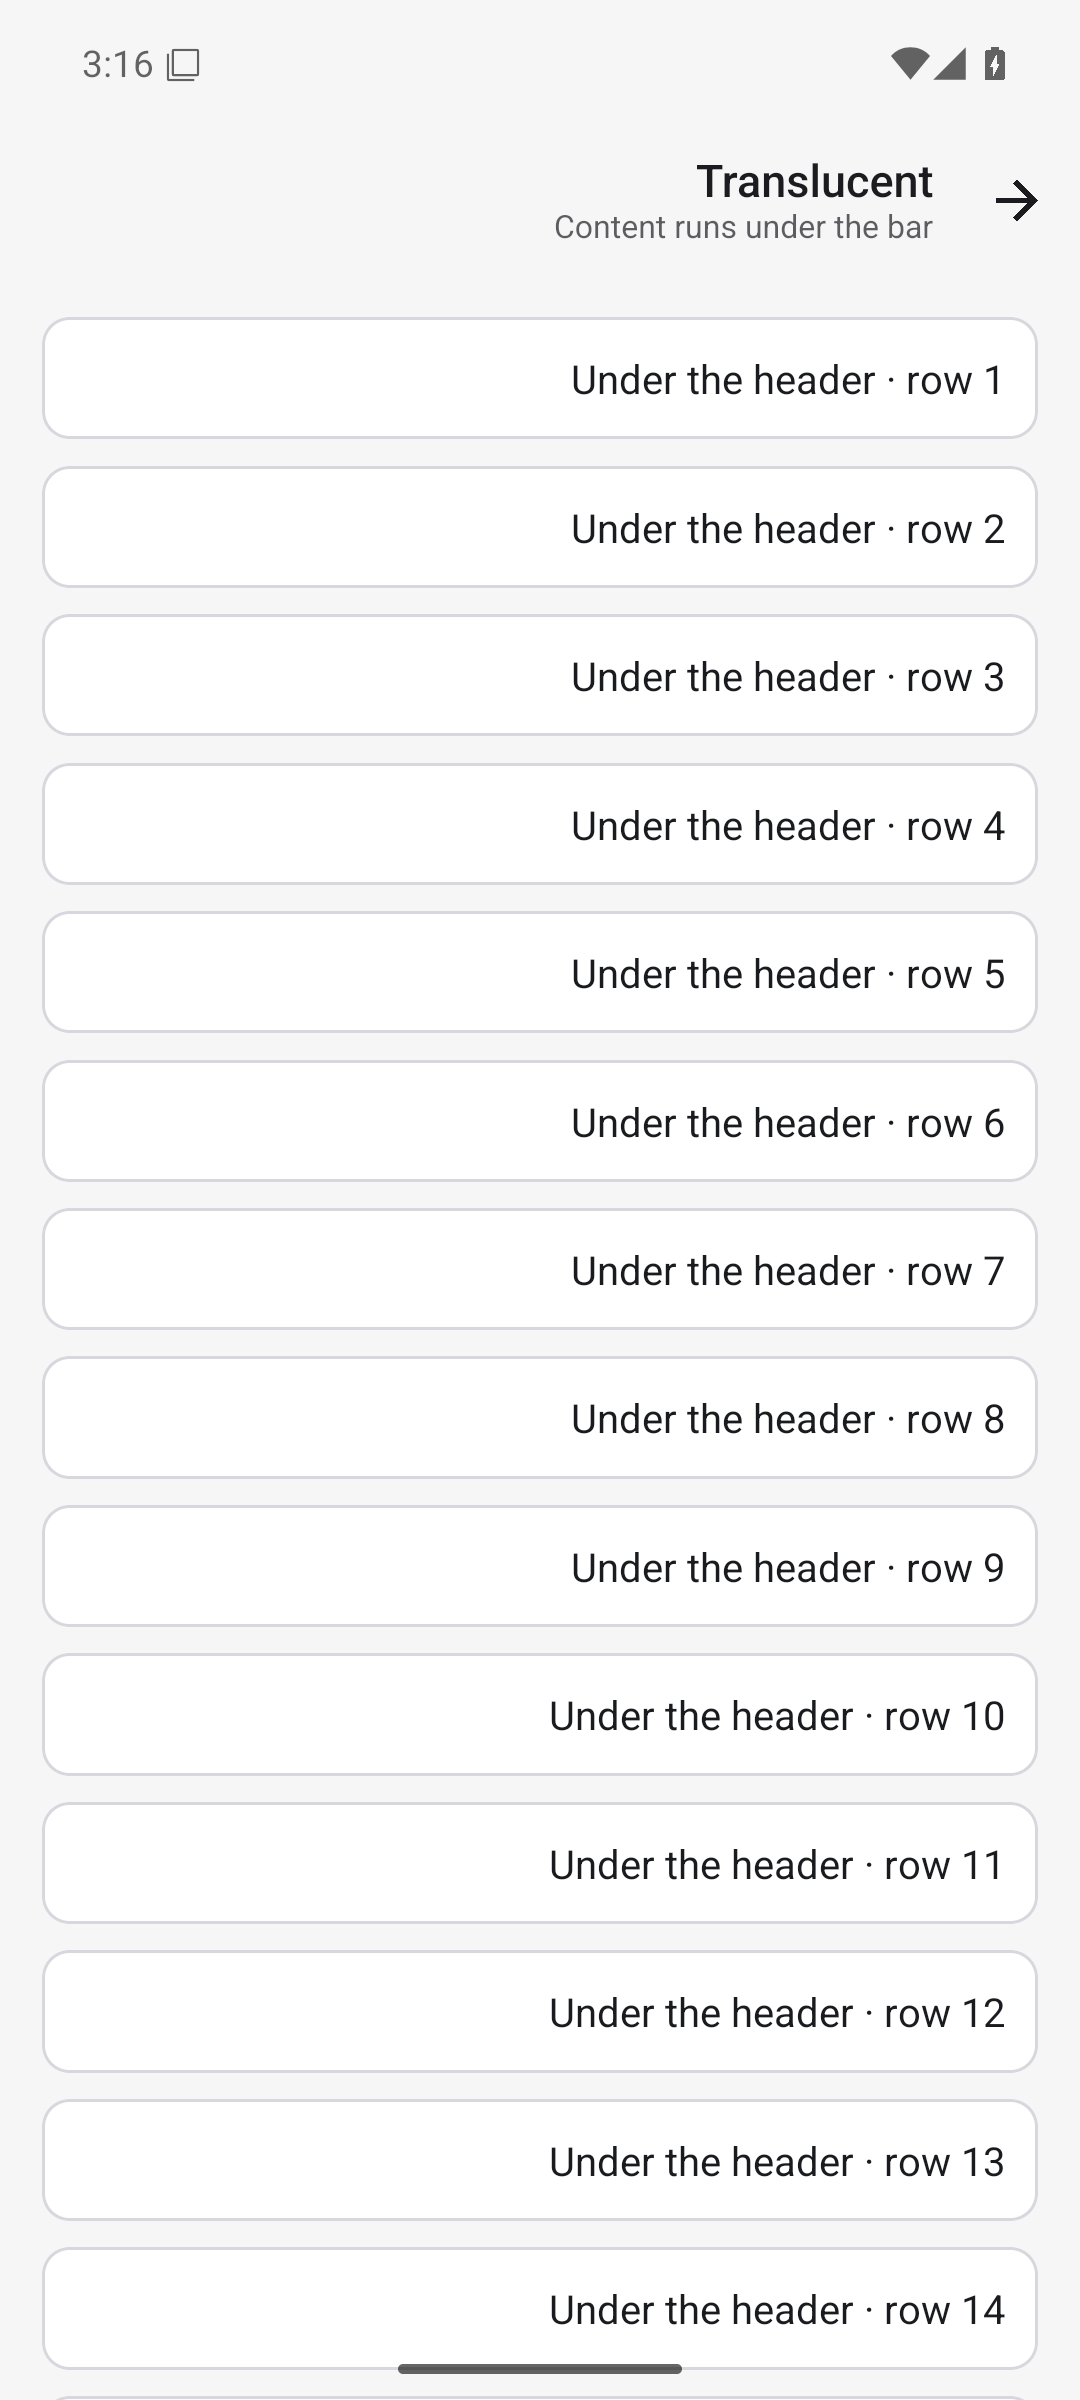 3:16
Translucent
Content runs under the bar
Under the header · row 1
Under the header · row 2
Under the header · row 3
Under the header · row 4
Under the header · row 5
Under the header · row 6
Under the header · row 7
Under the header · row 8
Under the header · row 9
Under the header · row 10
Under the header · row 11
Under the header · row 12
Under the header · row 13
Under the header · row 14